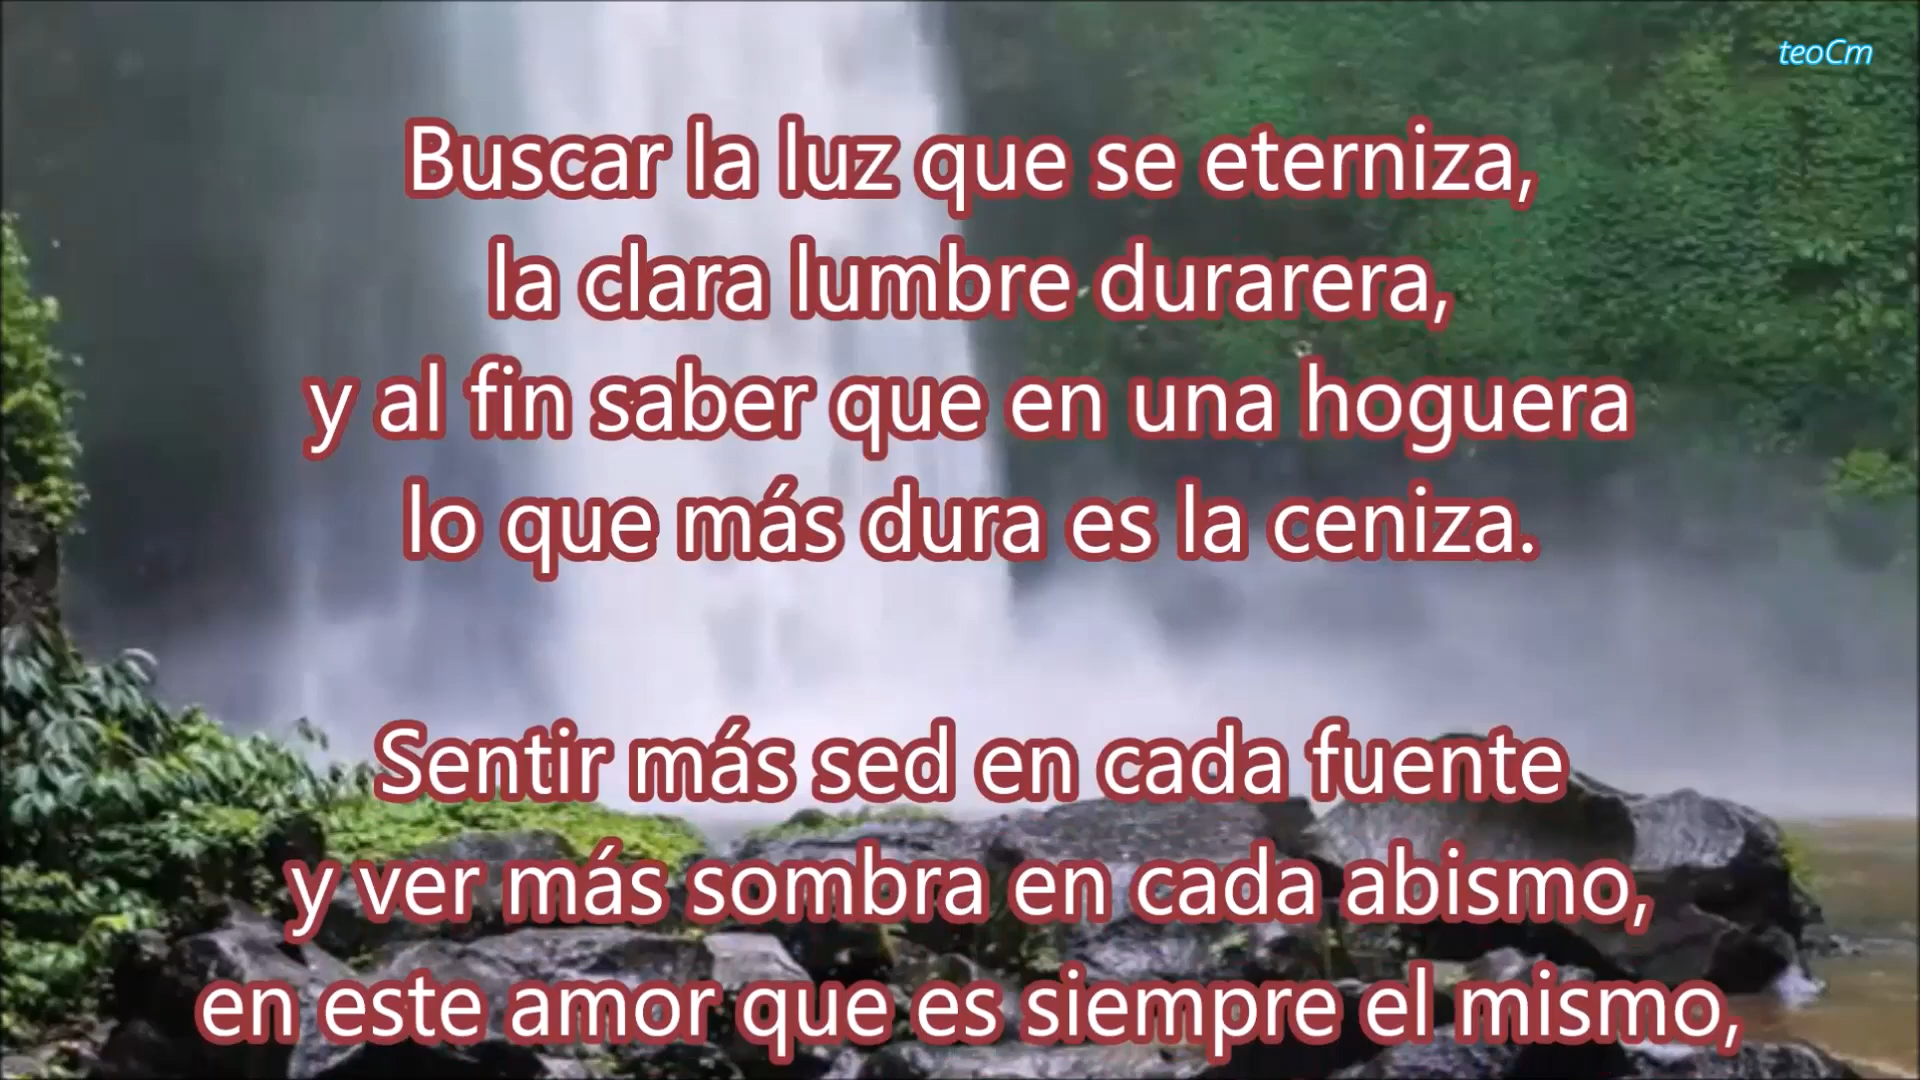 teoCm
Buscar la luz que se eterniza,
la clara lumbre durarera,
y al fin saber que en una hoguera
lo que más dura es la ceniza.
Sentir más sed en cada fuente
y ver más sombra en cada abismo,
en este amor que es siempre el mismo,